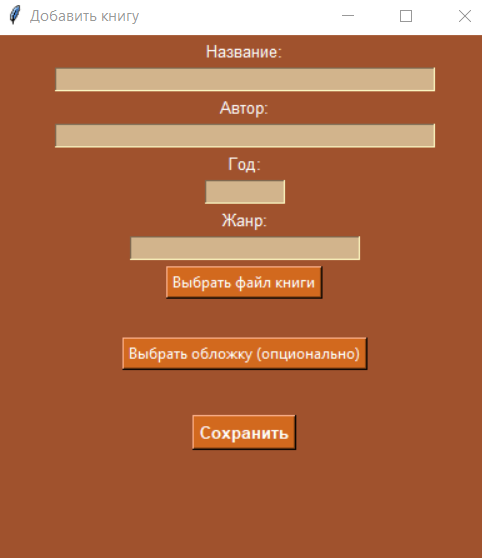 Добавить книгу
Название:
Автор:
Год:
Жанр:
Выбрать файл книги
Выбрать обложку (опционально)
Сохранить